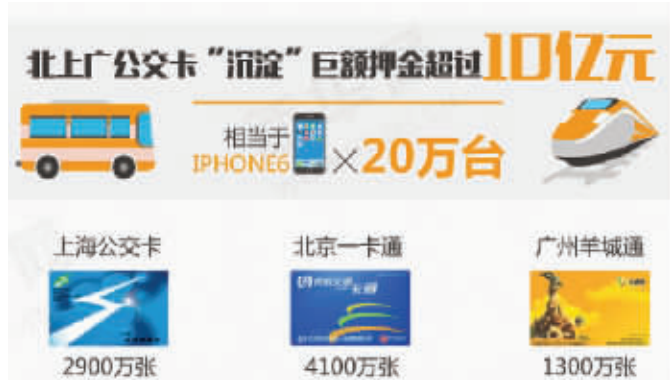 北上广公交卡“沉淀”巨额押金超过10亿元
相当于
IPHONE6 ×20万台
上海公交卡 北京一卡通 广州羊城通
2900万张 4100万张 1300万张